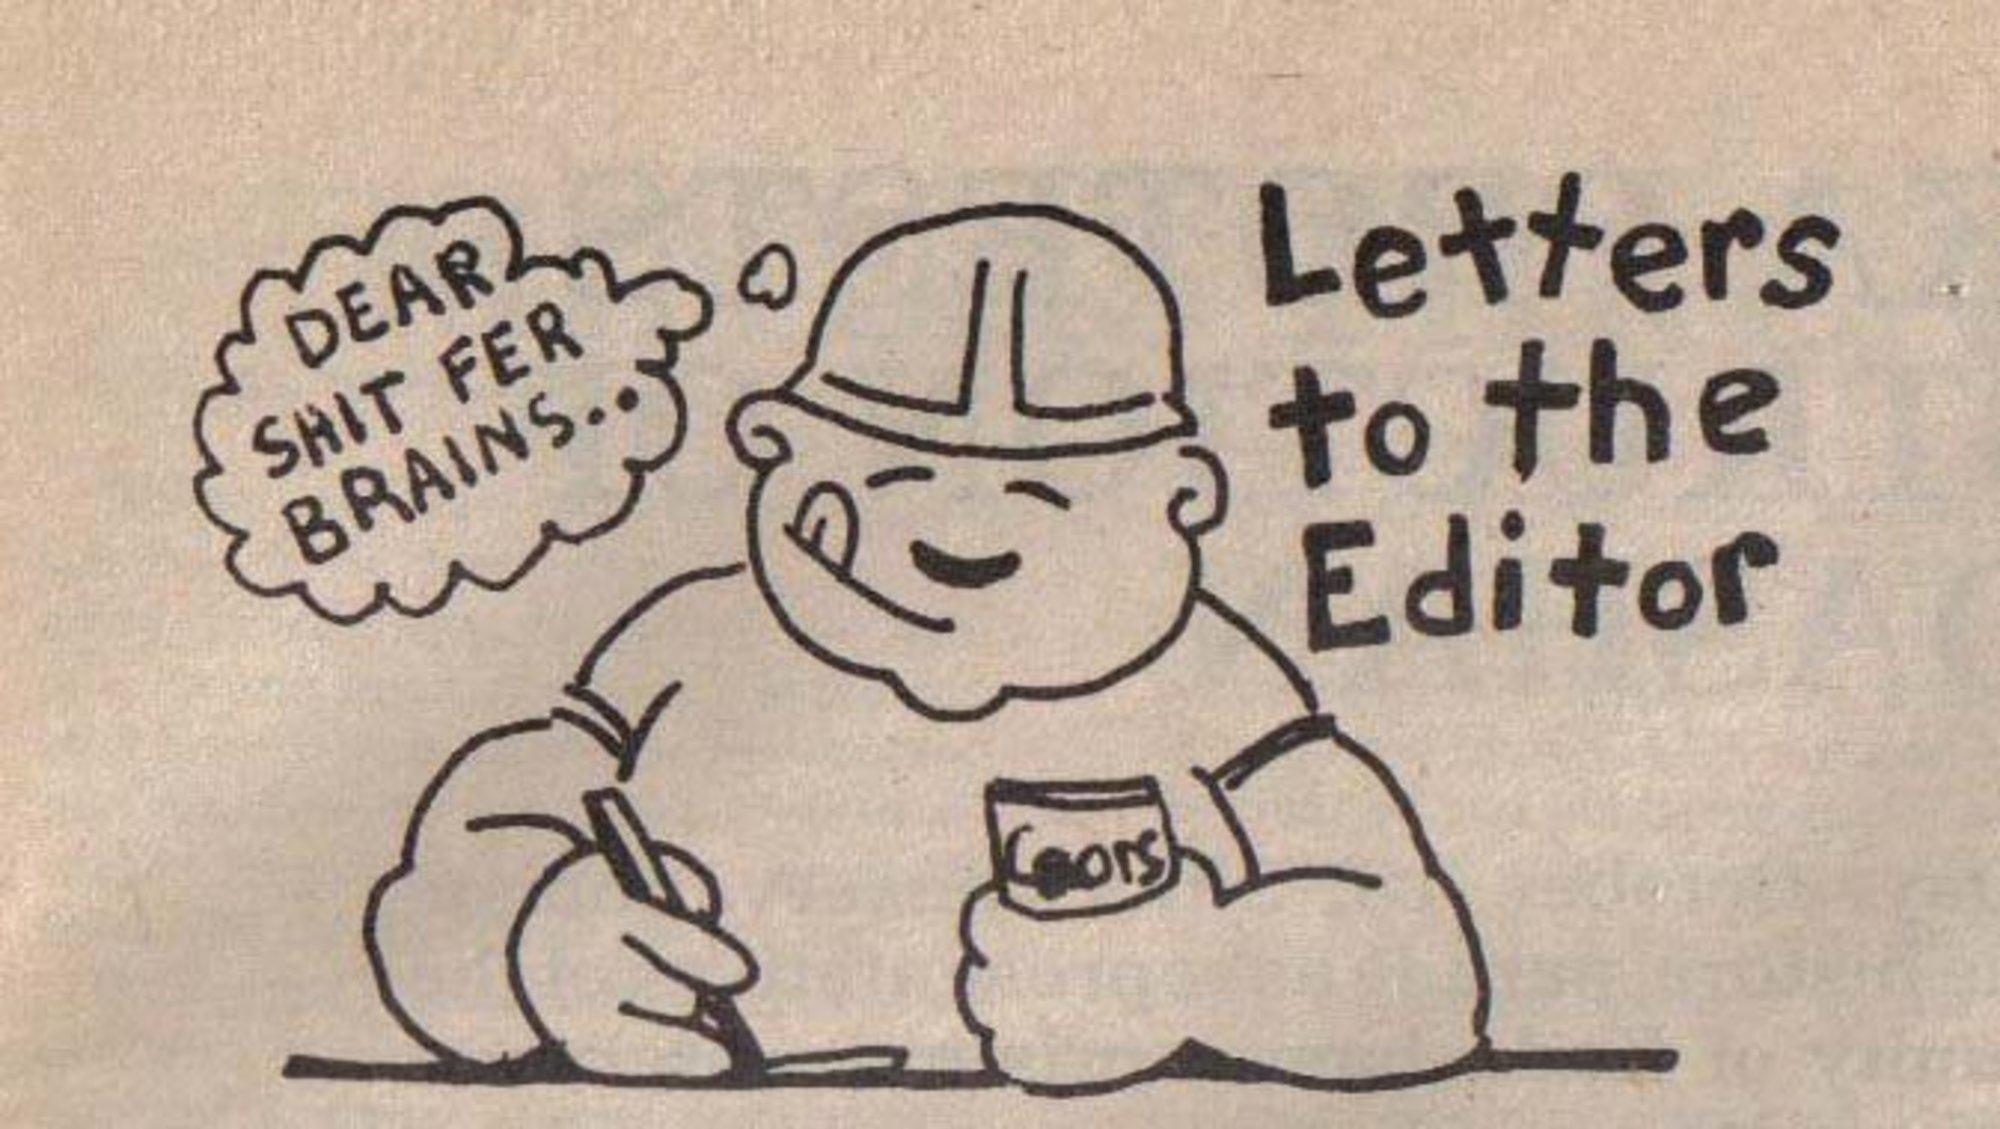 DEAR
SHIT FER
BRAINS..
Letters
to the
Editor
Coors